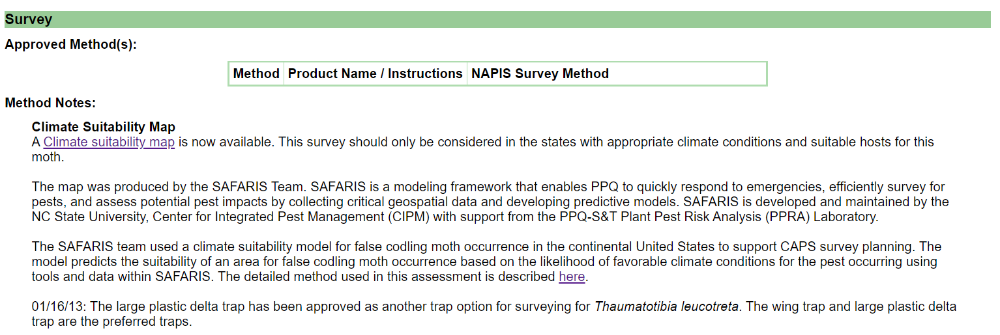 Survey
Approved Method(s):
Method Product Name / Instructions NAPIS Survey Method
Method Notes:
Climate Suitability Map
A Climate suitability map is now available. This survey should only be considered in the states with appropriate climate conditions and suitable hosts for this
moth.
The map was produced by the SAFARIS Team. SAFARIS is a modeling framework that enables PPQ to quickly respond to emergencies, efficiently survey for
pests, and assess potential pest impacts by collecting critical geospatial data and developing predictive models. SAFARIS is developed and maintained by the
NC State University, Center for Integrated Pest Management (CIPM) with support from the PPQ-S&T Plant Pest Risk Analysis (PPRA) Laboratory.
The SAFARIS team used a climate suitability model for false codling moth occurrence in the continental United States to support CAPS survey planning. The
model predicts the suitability of an area for false codling moth occurrence based on the likelihood of favorable climate conditions for the pest occurring using
tools and data within SAFARIS. The detailed method used in this assessment is described here.
01/16/13: The large plastic delta trap has been approved as another trap option for surveying for Thaumatotibia leucotreta. The wing trap and large plastic delta
trap are the preferred traps.